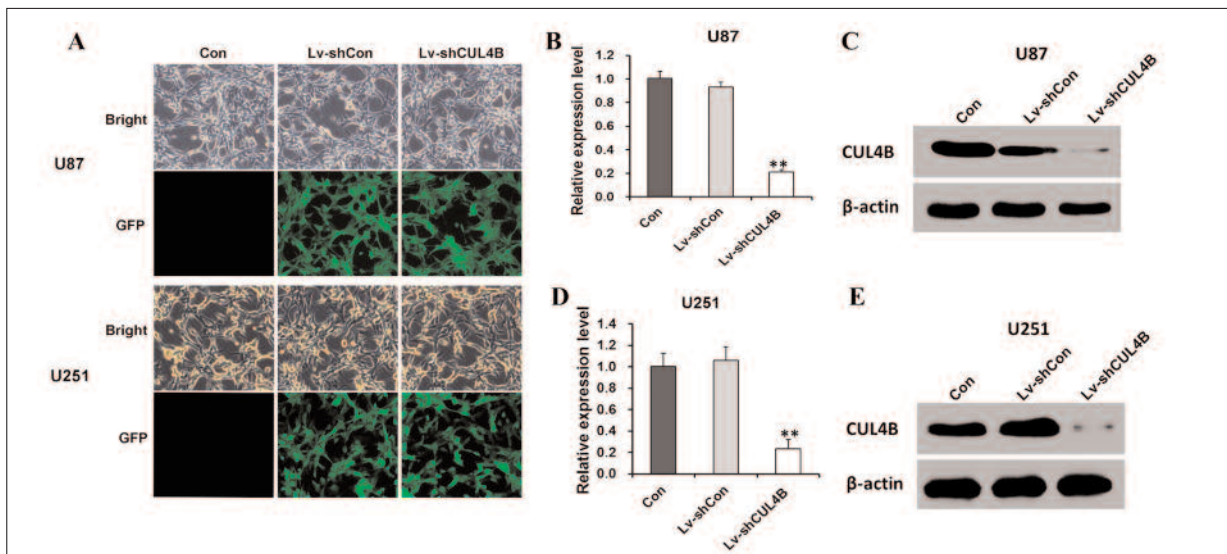 A
Con Lv-shCon Lv-shCUL4B
Bright
U87
GFP
Bright
U251
GFP
B
U87
Relative expression level
1.2
1.0
0.8
0.6
0.4
0.2
0
**
Con Lv-shCon Lv-shCUL4B
C
U87
Con Lv-shCon Lv-shCUL4B
CUL4B
β-actin
D
U251
Relative expression level
1.4
1.2
1.0
0.8
0.6
0.4
0.2
0.0
**
Con Lv-shCon Lv-shCUL4B
E
U251
Con Lv-shCon Lv-shCUL4B
CUL4B
β-actin